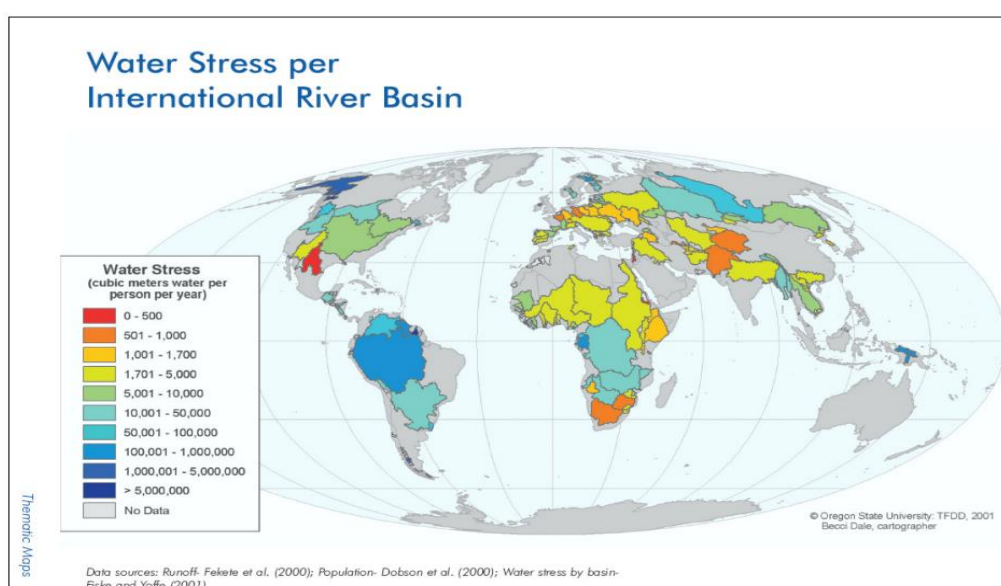 Water Stress per
International River Basin
Water Stress
(cubic meters water per
person per year)
0 - 500
501 - 1,000
1,001 - 1,700
1,701 - 5,000
5,001 - 10,000
10,001 - 50,000
50,001 - 100,000
100,001 - 1,000,000
1,000,001 - 5,000,000
> 5,000,000
No Data
© Oregon State University: TFDD, 2001
Becci Dale, cartographer
Thematic Maps
Data sources: Runoff- Fekete et al. (2000); Population- Dobson et al. (2000); Water stress by basin-
Fiske and Yoffe (2001)